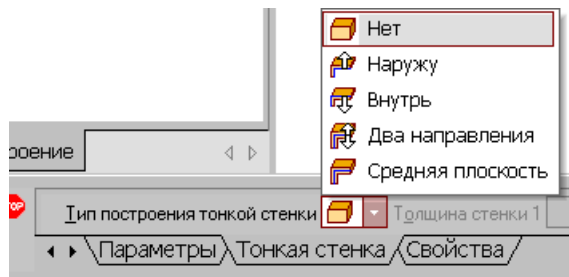 Нет
Наружу
Внутрь
Два направления
Средняя плоскость
роение
STOP
Тип построения тонкой стенки
Толщина стенки 1
Параметры Тонкая стенка Свойства